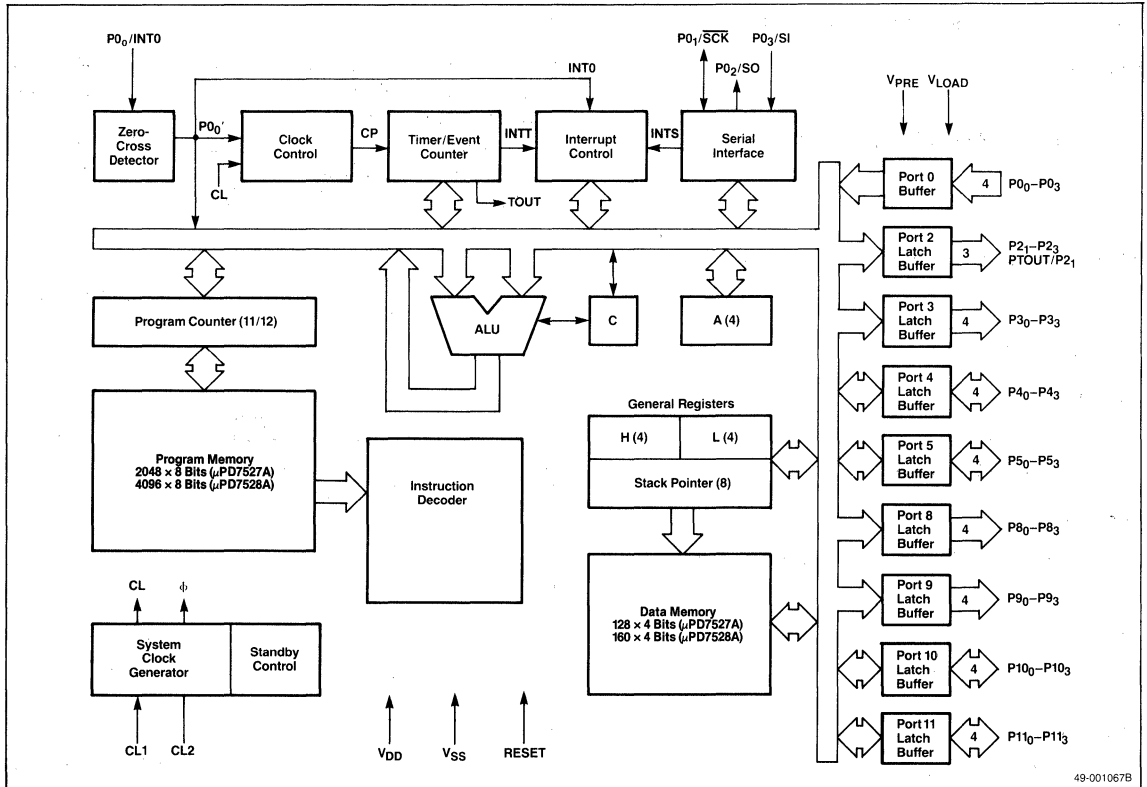 P0₀/INT0
P0₁/SCK
P0₂/SO
P0₃/SI
INT0
V_PRE
V_LOAD
Zero-
Cross
Detector
P0₀'
CL
Clock
Control
CP
Timer/Event
Counter
INTT
TOUT
Interrupt
Control
INTS
Serial
Interface
Port 0
Buffer
4
P0₀–P0₃
Port 2
Latch
Buffer
3
P2₁–P2₃
PTOUT/P2₁
Port 3
Latch
Buffer
4
P3₀–P3₃
Program Counter (11/12)
ALU
C
A (4)
Port 4
Latch
Buffer
4
P4₀–P4₃
Program Memory
2048 × 8 Bits (μPD7527A)
4096 × 8 Bits (μPD7528A)
Instruction
Decoder
General Registers
H (4)
L (4)
Stack Pointer (8)
Port 5
Latch
Buffer
4
P5₀–P5₃
Port 8
Latch
Buffer
4
P8₀–P8₃
Data Memory
128 × 4 Bits (μPD7527A)
160 × 4 Bits (μPD7528A)
Port 9
Latch
Buffer
4
P9₀–P9₃
CL
ϕ
System
Clock
Generator
Standby
Control
CL1
CL2
V_DD
V_SS
RESET
Port 10
Latch
Buffer
4
P10₀–P10₃
Port 11
Latch
Buffer
4
P11₀–P11₃
49-001067B